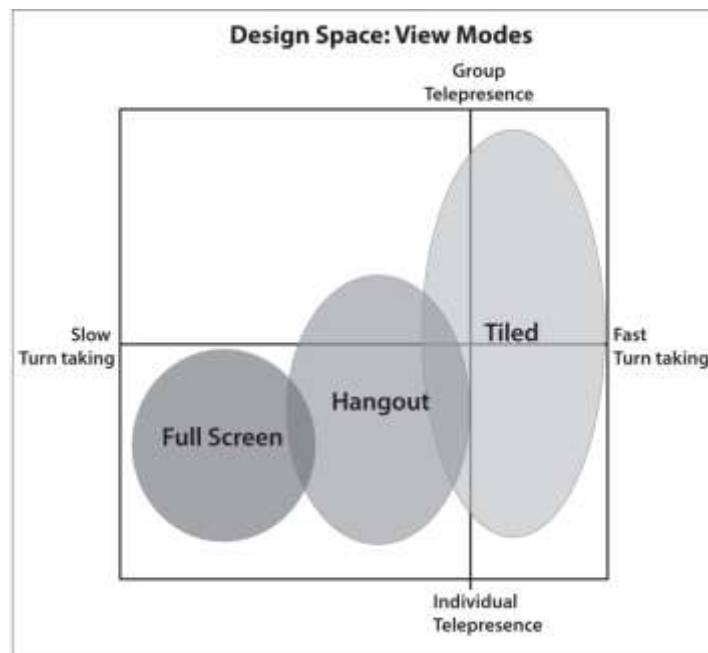 Design Space: View Modes
Group
Telepresence
Slow
Turn taking
Tiled
Fast
Turn taking
Hangout
Full Screen
Individual
Telepresence